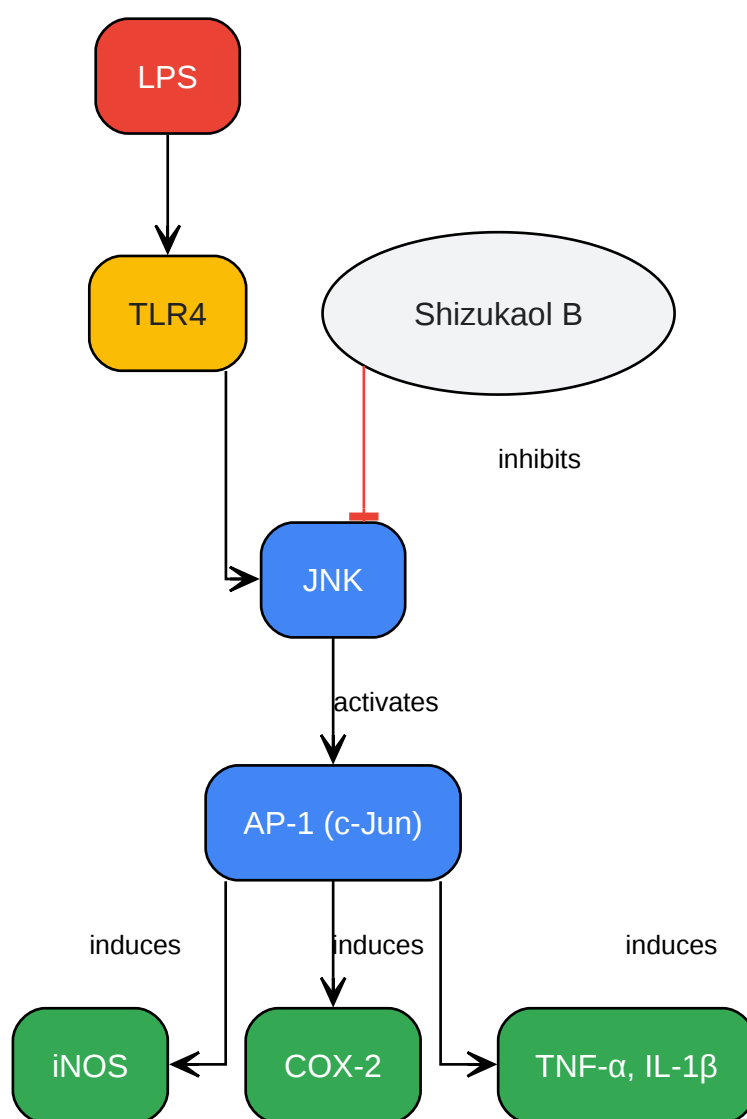 LPS
TLR4
Shizukaol B
inhibits
JNK
activates
AP-1 (c-Jun)
induces
induces
induces
iNOS
COX-2
TNF-α, IL-1β